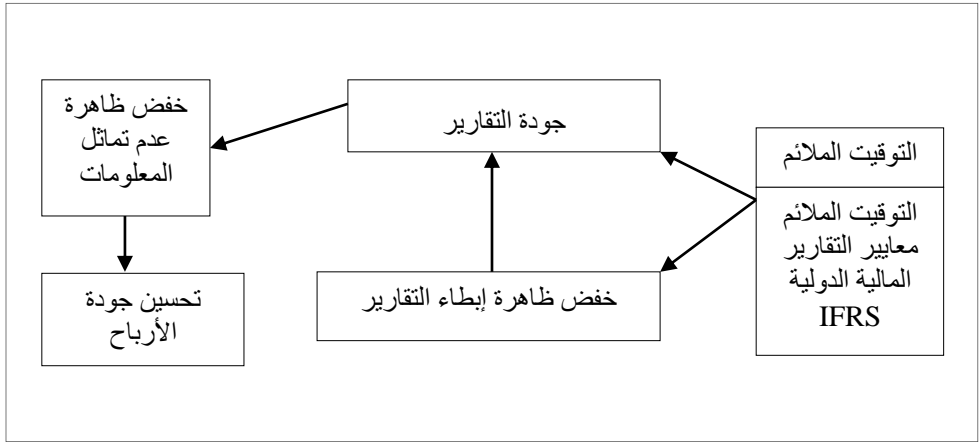 التوقيت الملائم
التوقيت الملائم
معايير التقارير
المالية الدولية
IFRS
جودة التقارير
خفض ظاهرة إبطاء التقارير
خفض ظاهرة
عدم تماثل
المعلومات
تحسين جودة
الأرباح